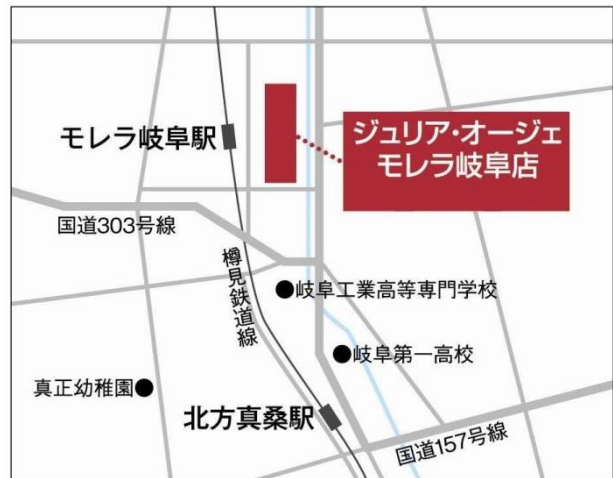 モレラ岐阜駅
ジュリア・オージェ
モレラ岐阜店
国道303号線
樽見鉄道線
岐阜工業高等専門学校
岐阜第一高校
真正幼稚園
北方真桑駅
国道157号線